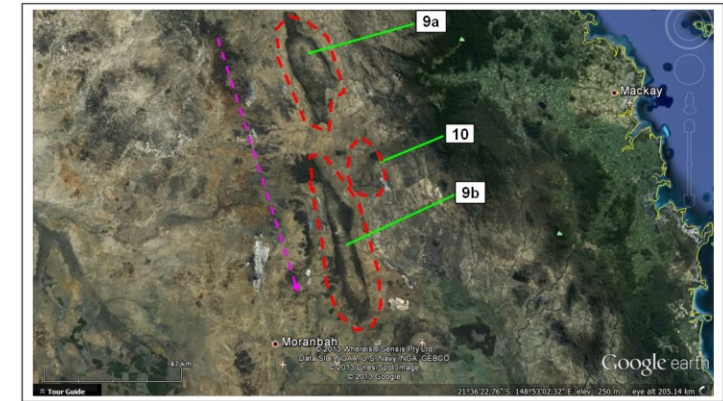 9a
Mackay
10
9b
Moranbah
© 2013 Whereis® Sensis Pty Ltd
Data SIO, NOAA, U.S. Navy, NGA, GEBCO
© 2013 Cnes/Spot Image
© 2013 Google
47 km
Google earth
Tour Guide
21°36'22.76" S 148°53'02.32" E elev 250 m eye alt 205.14 km